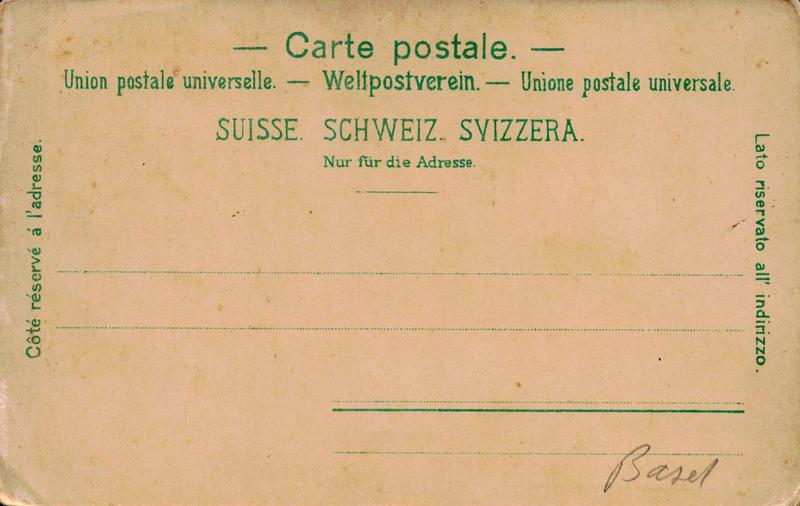 — Carte postale. —
Union postale universelle. — Weltpostverein. — Unione postale universale.
SUISSE. SCHWEIZ. SVIZZERA.
Nur für die Adresse.
Côté réservé á l'adresse.
Lato riservato all' indirizzo.
Basel